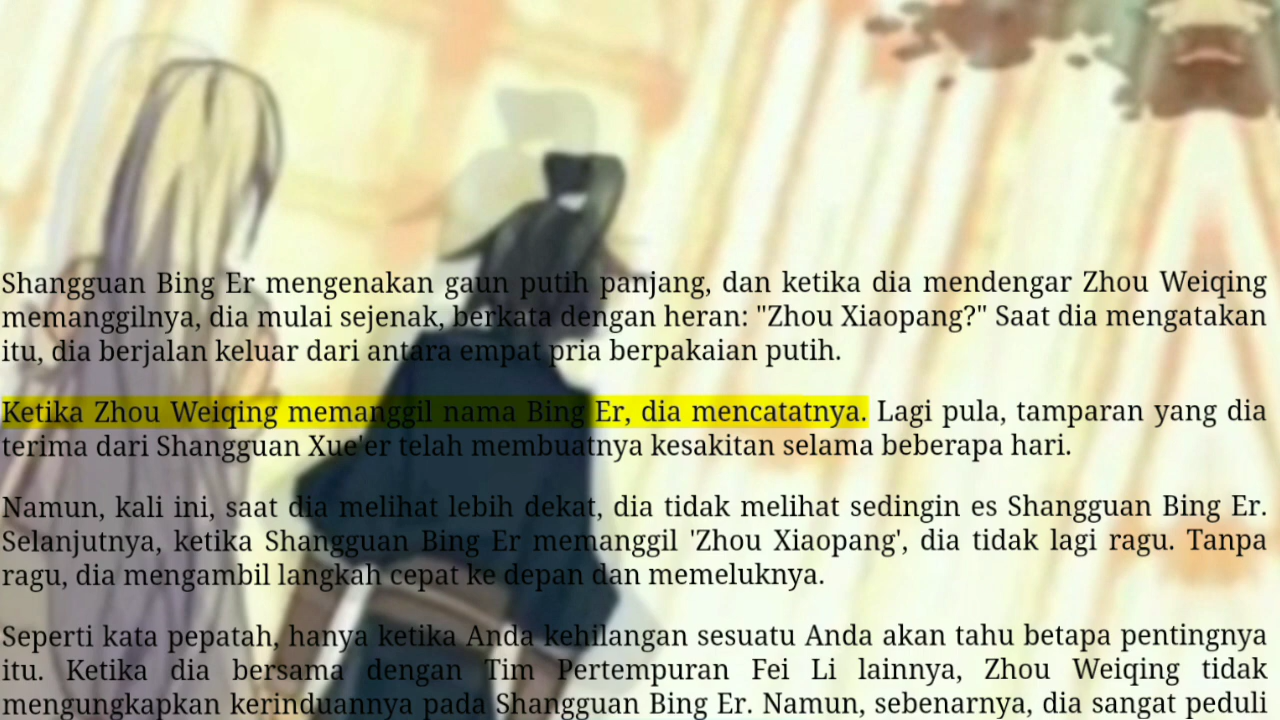 Shangguan Bing Er mengenakan gaun putih panjang, dan ketika dia mendengar Zhou Weiqing
memanggilnya, dia mulai sejenak, berkata dengan heran: "Zhou Xiaopang?" Saat dia mengatakan
itu, dia berjalan keluar dari antara empat pria berpakaian putih.
Ketika Zhou Weiqing memanggil nama Bing Er, dia mencatatnya. Lagi pula, tamparan yang dia
terima dari Shangguan Xue'er telah membuatnya kesakitan selama beberapa hari.
Namun, kali ini, saat dia melihat lebih dekat, dia tidak melihat sedingin es Shangguan Bing Er.
Selanjutnya, ketika Shangguan Bing Er memanggil 'Zhou Xiaopang', dia tidak lagi ragu. Tanpa
ragu, dia mengambil langkah cepat ke depan dan memeluknya.
Seperti kata pepatah, hanya ketika Anda kehilangan sesuatu Anda akan tahu betapa pentingnya
itu. Ketika dia bersama dengan Tim Pertempuran Fei Li lainnya, Zhou Weiqing tidak
mengungkapkan kerinduannya pada Shangguan Bing Er. Namun, sebenarnya, dia sangat peduli